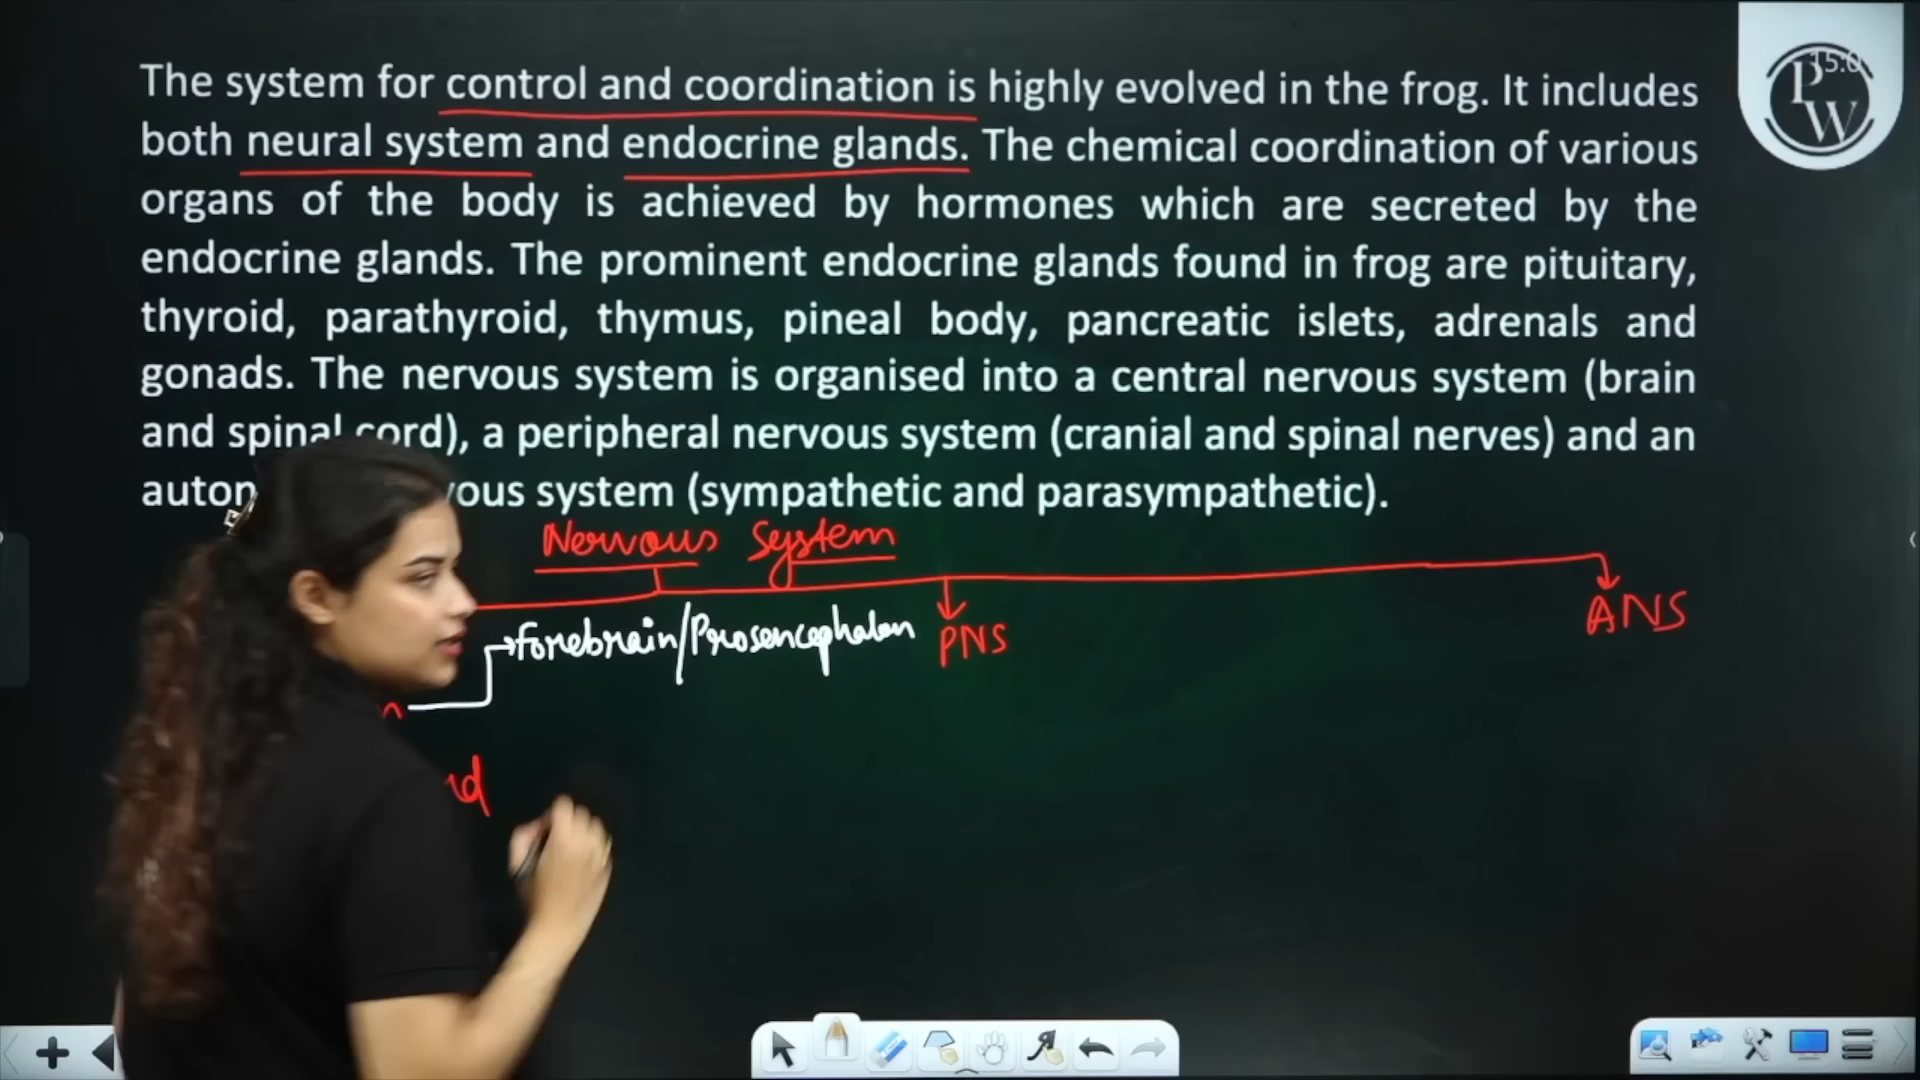 The system for control and coordination is highly evolved in the frog. It includes
both neural system and endocrine glands. The chemical coordination of various
organs of the body is achieved by hormones which are secreted by the
endocrine glands. The prominent endocrine glands found in frog are pituitary,
thyroid, parathyroid, thymus, pineal body, pancreatic islets, adrenals and
gonads. The nervous system is organised into a central nervous system (brain
and spinal cord), a peripheral nervous system (cranial and spinal nerves) and an
system (sympathetic and parasympathetic).
Nervous System
Forebrain/Prosencephalon
PNS
ANS
PW